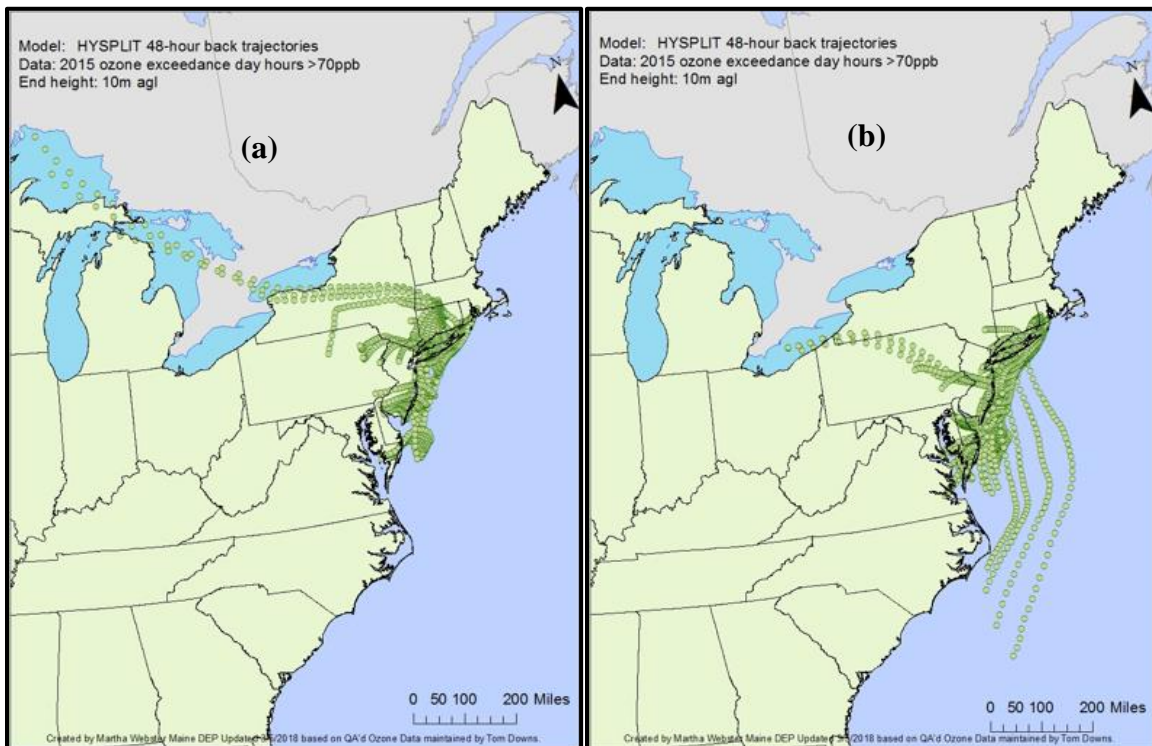 Model: HYSPLIT 48-hour back trajectories
Data: 2015 ozone exceedance day hours >70ppb
End height: 10m agl
N
(a)
0 50 100 200 Miles
Created by Martha Webster Maine DEP Updated 3/5/2018 based on QA'd Ozone Data maintained by Tom Downs.
Model: HYSPLIT 48-hour back trajectories
Data: 2015 ozone exceedance day hours >70ppb
End height: 10m agl
N
(b)
0 50 100 200 Miles
Created by Martha Webster Maine DEP Updated 3/5/2018 based on QA'd Ozone Data maintained by Tom Downs.